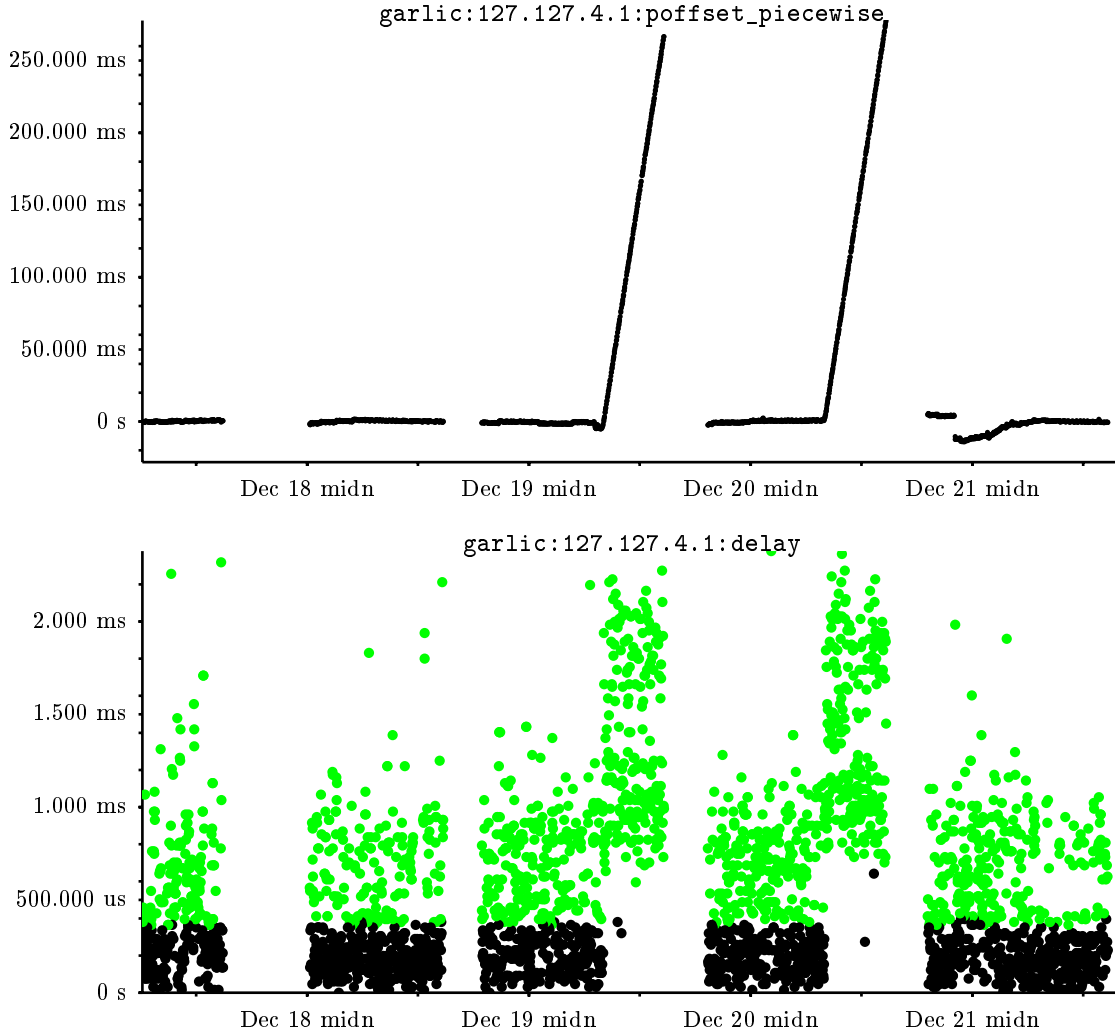 garlic:127.127.4.1:poffset_piecewise
250.000 ms
200.000 ms
150.000 ms
100.000 ms
50.000 ms
0 s
Dec 18 midn Dec 19 midn Dec 20 midn Dec 21 midn
garlic:127.127.4.1:delay
2.000 ms
1.500 ms
1.000 ms
500.000 us
0 s
Dec 18 midn Dec 19 midn Dec 20 midn Dec 21 midn